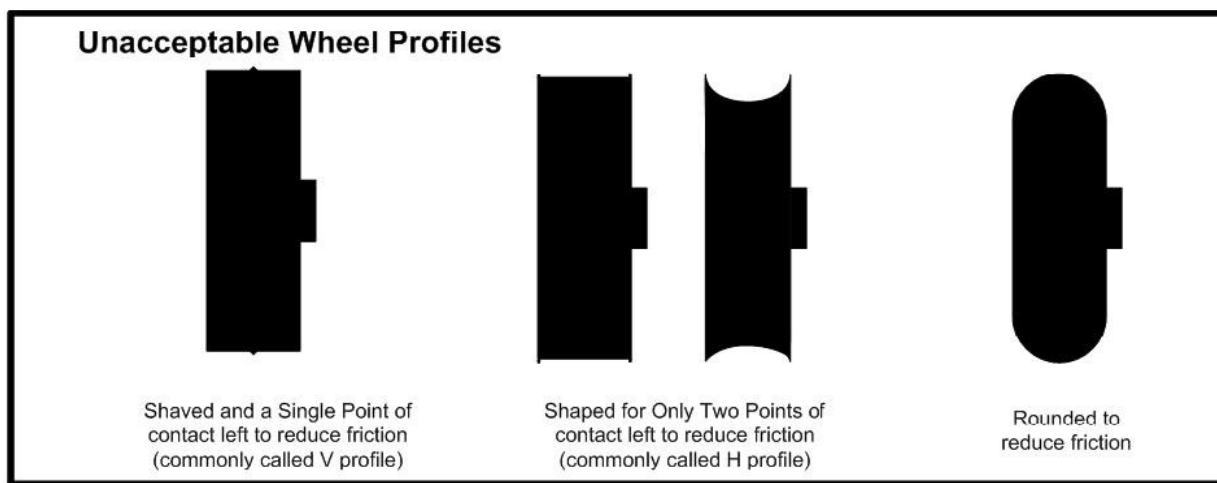 Unacceptable Wheel Profiles
Shaved and a Single Point of
contact left to reduce friction
(commonly called V profile)
Shaped for Only Two Points of
contact left to reduce friction
(commonly called H profile)
Rounded to
reduce friction